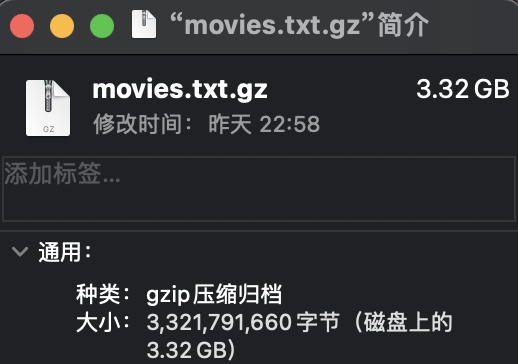 “movies.txt.gz”简介
movies.txt.gz 3.32 GB
修改时间：昨天 22:58
GZ
添加标签…
通用：
种类：gzip压缩归档
大小：3,321,791,660 字节（磁盘上的
3.32 GB）